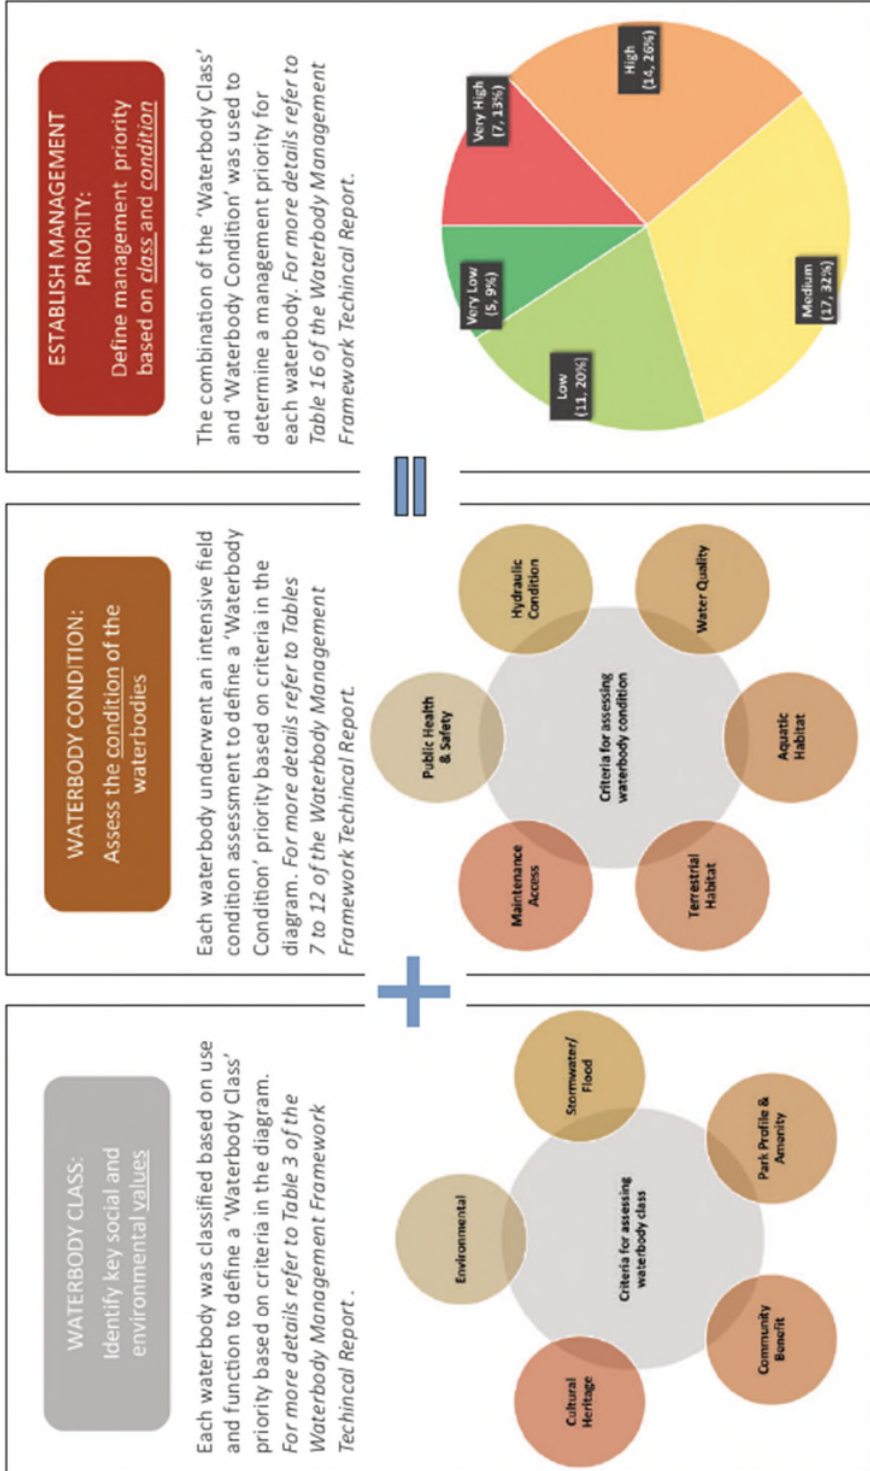 WATERBODY CLASS:
Identify key social and
environmental values
Each waterbody was classified based on use
and function to define a ‘Waterbody Class’
priority based on criteria in the diagram.
For more details refer to Table 3 of the
Waterbody Management Framework
Techincal Report .
Environmental
Stormwater/
Flood
Cultural
Heritage
Criteria for assessing
waterbody class
Community
Benefit
Park Profile &
Amenity
+
WATERBODY CONDITION:
Assess the condition of the
waterbodies
Each waterbody underwent an intensive field
condition assessment to define a ‘Waterbody
Condition’ priority based on criteria in the
diagram. For more details refer to Tables
7 to 12 of the Waterbody Management
Framework Techincal Report.
Public Health
& Safety
Maintenance
Access
Hydraulic
Condition
Criteria for assessing
waterbody condition
Terrestrial
Habitat
Water Quality
Aquatic
Habitat
=
ESTABLISH MANAGEMENT
PRIORITY:
Define management priority
based on class and condition
The combination of the ‘Waterbody Class’
and ‘Waterbody Condition’ was used to
determine a management priority for
each waterbody. For more details refer to
Table 16 of the Waterbody Management
Framework Techincal Report.
Very Low
(5, 9%)
Very High
(7, 13%)
Low
(11, 20%)
High
(14, 26%)
Medium
(17, 32%)